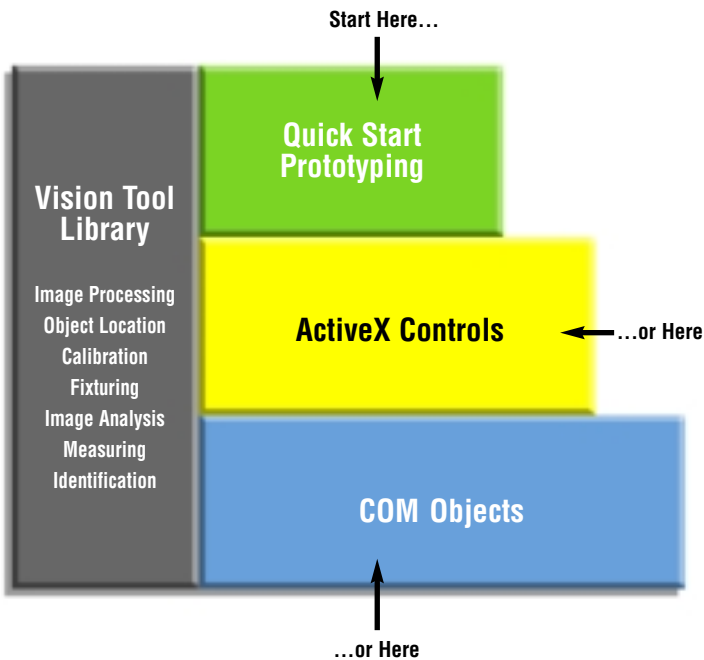 Start Here...
Quick Start
Prototyping
Vision Tool
Library
Image Processing
Object Location
Calibration
Fixturing
Image Analysis
Measuring
Identification
ActiveX Controls
...or Here
COM Objects
...or Here